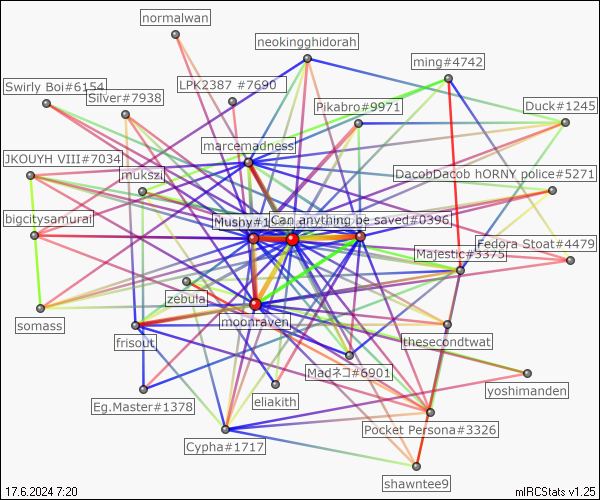 normalwan
neokingghidorah
ming#4742
Swirly Boi#6154
Silver#7938
LPK2387 #7690
Pikabro#9971
Duck#1245
marcemadness
JKOUYH VIII#7034
mukszi
DacobDacob hORNY police#5271
bigcitysamurai
Mushy#1
Can anything be saved#0396
Majestic#3375
Fedora Stoat#4479
zebula
somass
moonraven
frisout
thesecondtwat
Madネコ#6901
yoshimanden
Eg.Master#1378
eliakith
Pocket Persona#3326
Cypha#1717
shawntee9
17.6.2024 7:20
mIRCStats v1.25